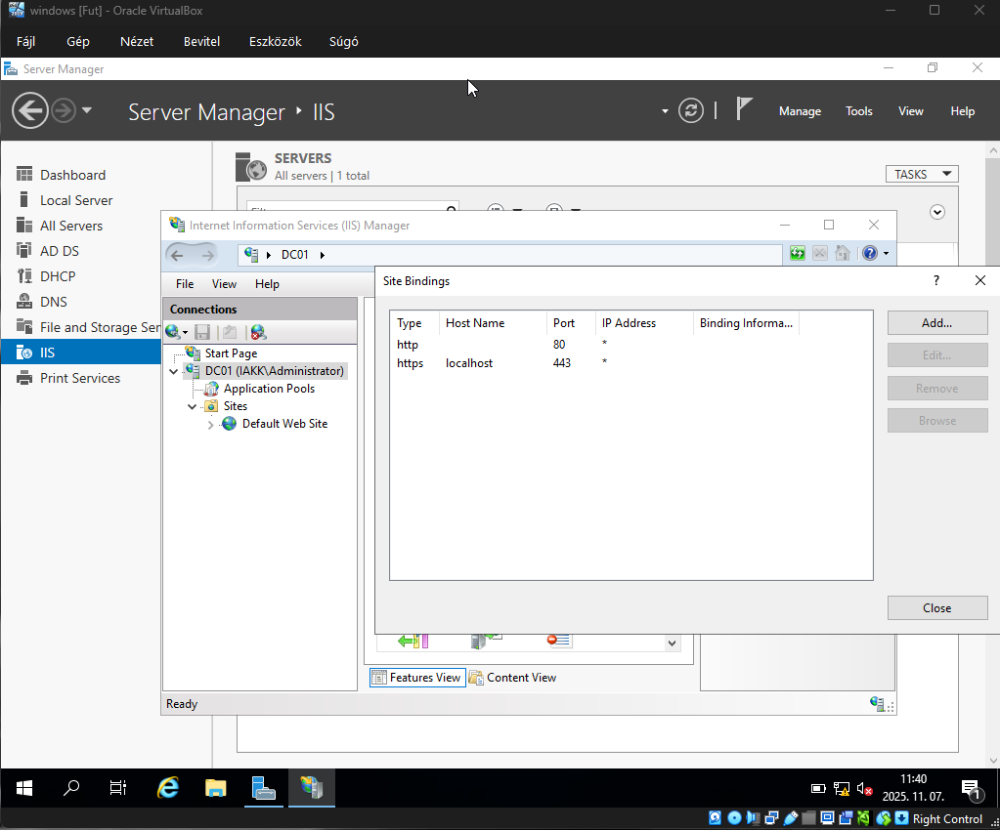 windows [Fut] - Oracle VirtualBox
Fájl Gép Nézet Bevitel Eszközök Súgó
Server Manager
Server Manager IIS
Manage Tools View Help
Dashboard
Local Server
All Servers
AD DS
DHCP
DNS
File and Storage Ser
IIS
Print Services
SERVERS
All servers | 1 total
TASKS
Internet Information Services (IIS) Manager
DC01
File View Help
Connections
Start Page
DC01 (IAKK\Administrator)
Application Pools
Sites
Default Web Site
Site Bindings
?
Type Host Name Port IP Address Binding Informa...
http 80 *
https localhost 443 *
Add...
Edit...
Remove
Browse
Close
Features View Content View
Ready
11:40
2025. 11. 07.
1
Right Control